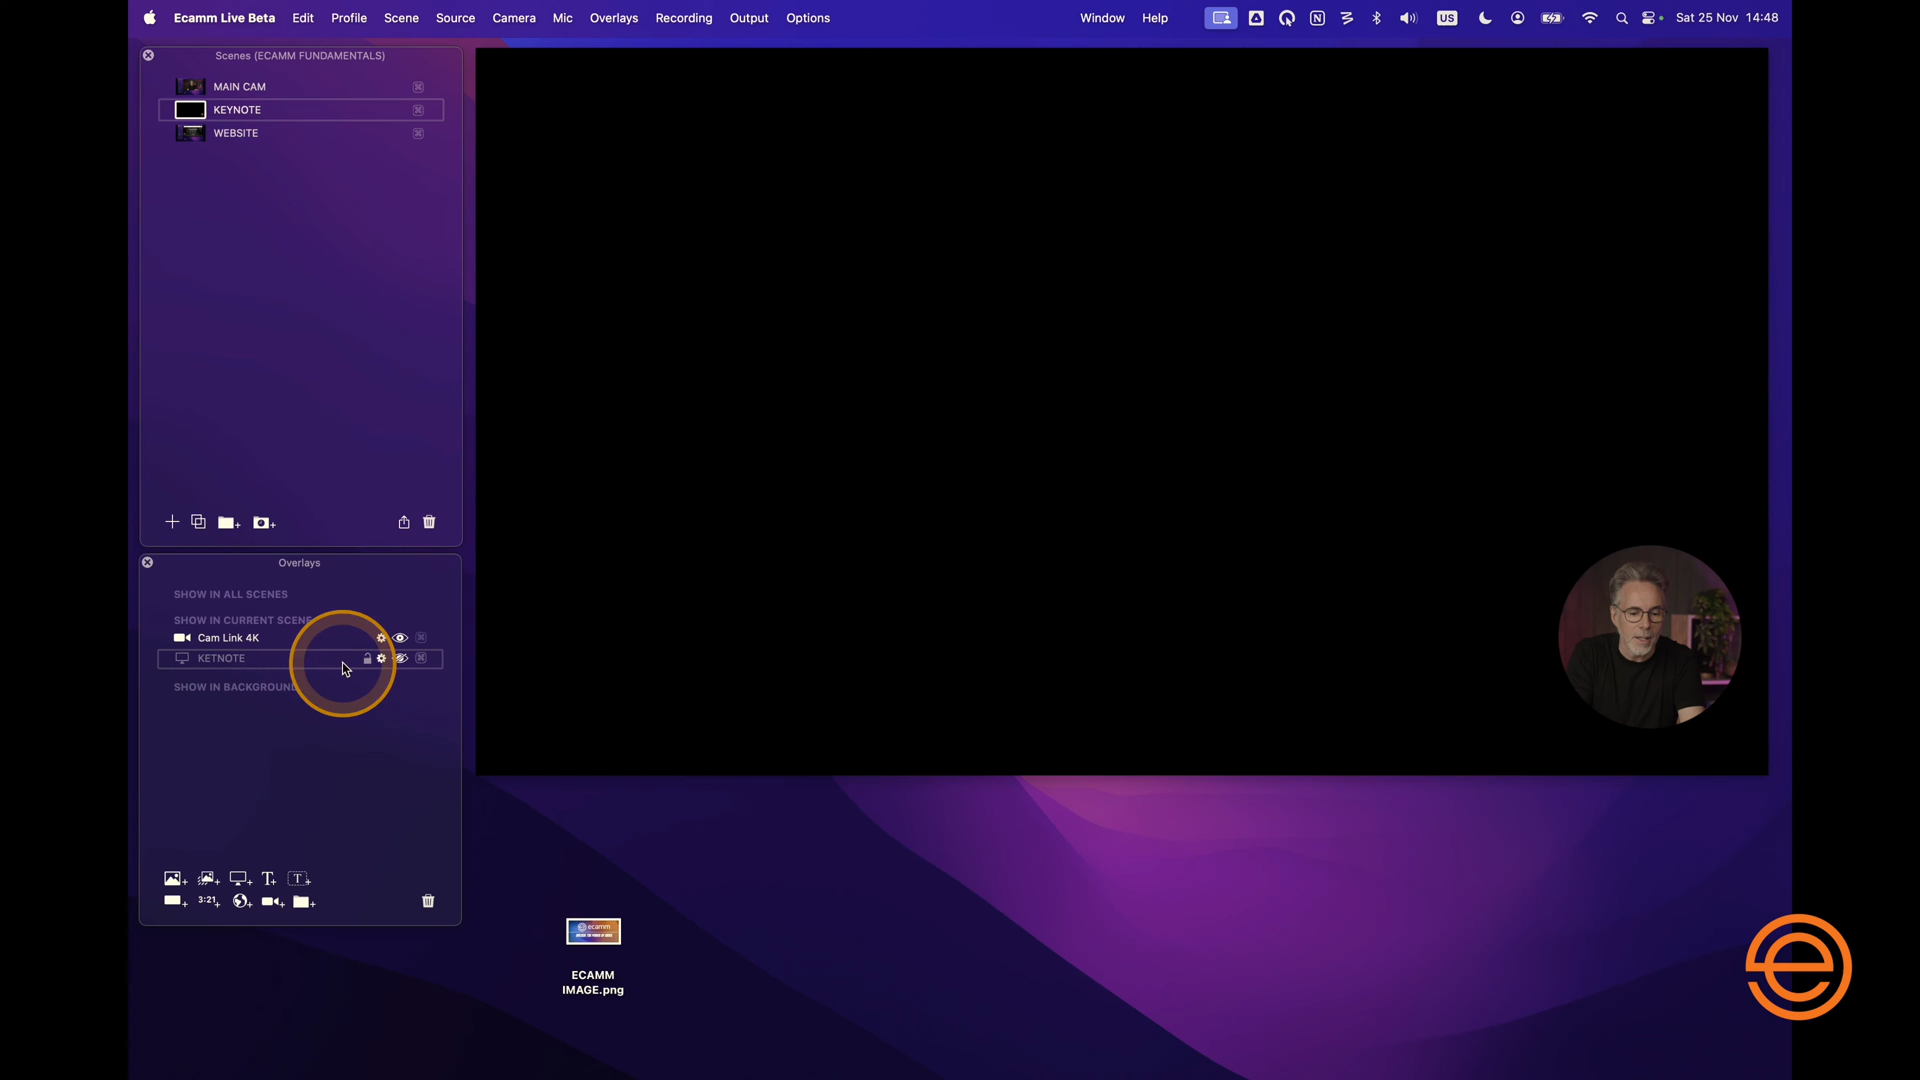 Ecamm Live Beta Edit Profile Scene Source Camera Mic Overlays Recording Output Options Window Help US Sat 25 Nov 14:48
Scenes (ECAMM FUNDAMENTALS)
MAIN CAM
KEYNOTE
WEBSITE
Overlays
SHOW IN ALL SCENES
SHOW IN CURRENT SCENE
Cam Link 4K
KETNOTE
SHOW IN BACKGROUND
3:21
ecamm
ECAMM
IMAGE.png